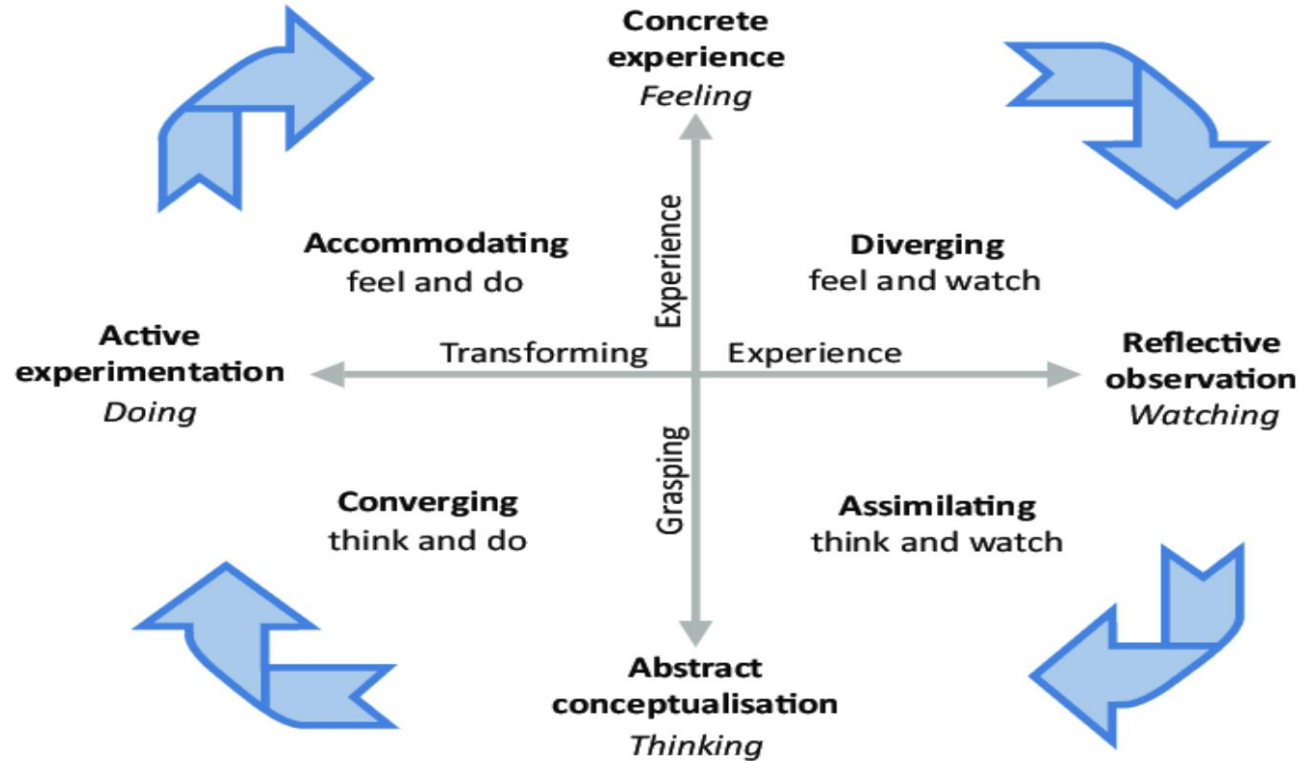 Concrete
experience
Feeling
Accommodating
feel and do
Diverging
feel and watch
Experience
Active
experimentation
Doing
Transforming
Experience
Reflective
observation
Watching
Grasping
Converging
think and do
Assimilating
think and watch
Abstract
conceptualisation
Thinking